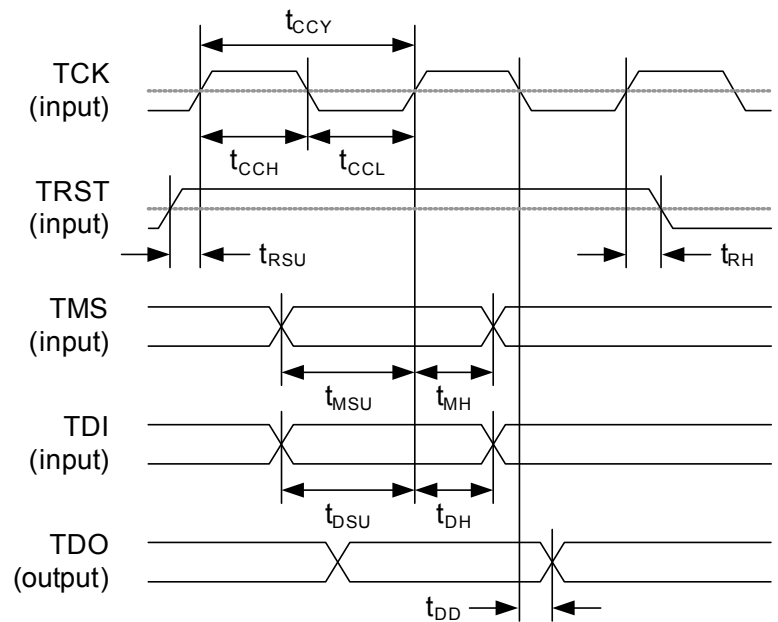 tCCY
TCK
(input)
tCCH
tCCL
TRST
(input)
tRSU
tRH
TMS
(input)
tMSU
tMH
TDI
(input)
tDSU
tDH
TDO
(output)
tDD